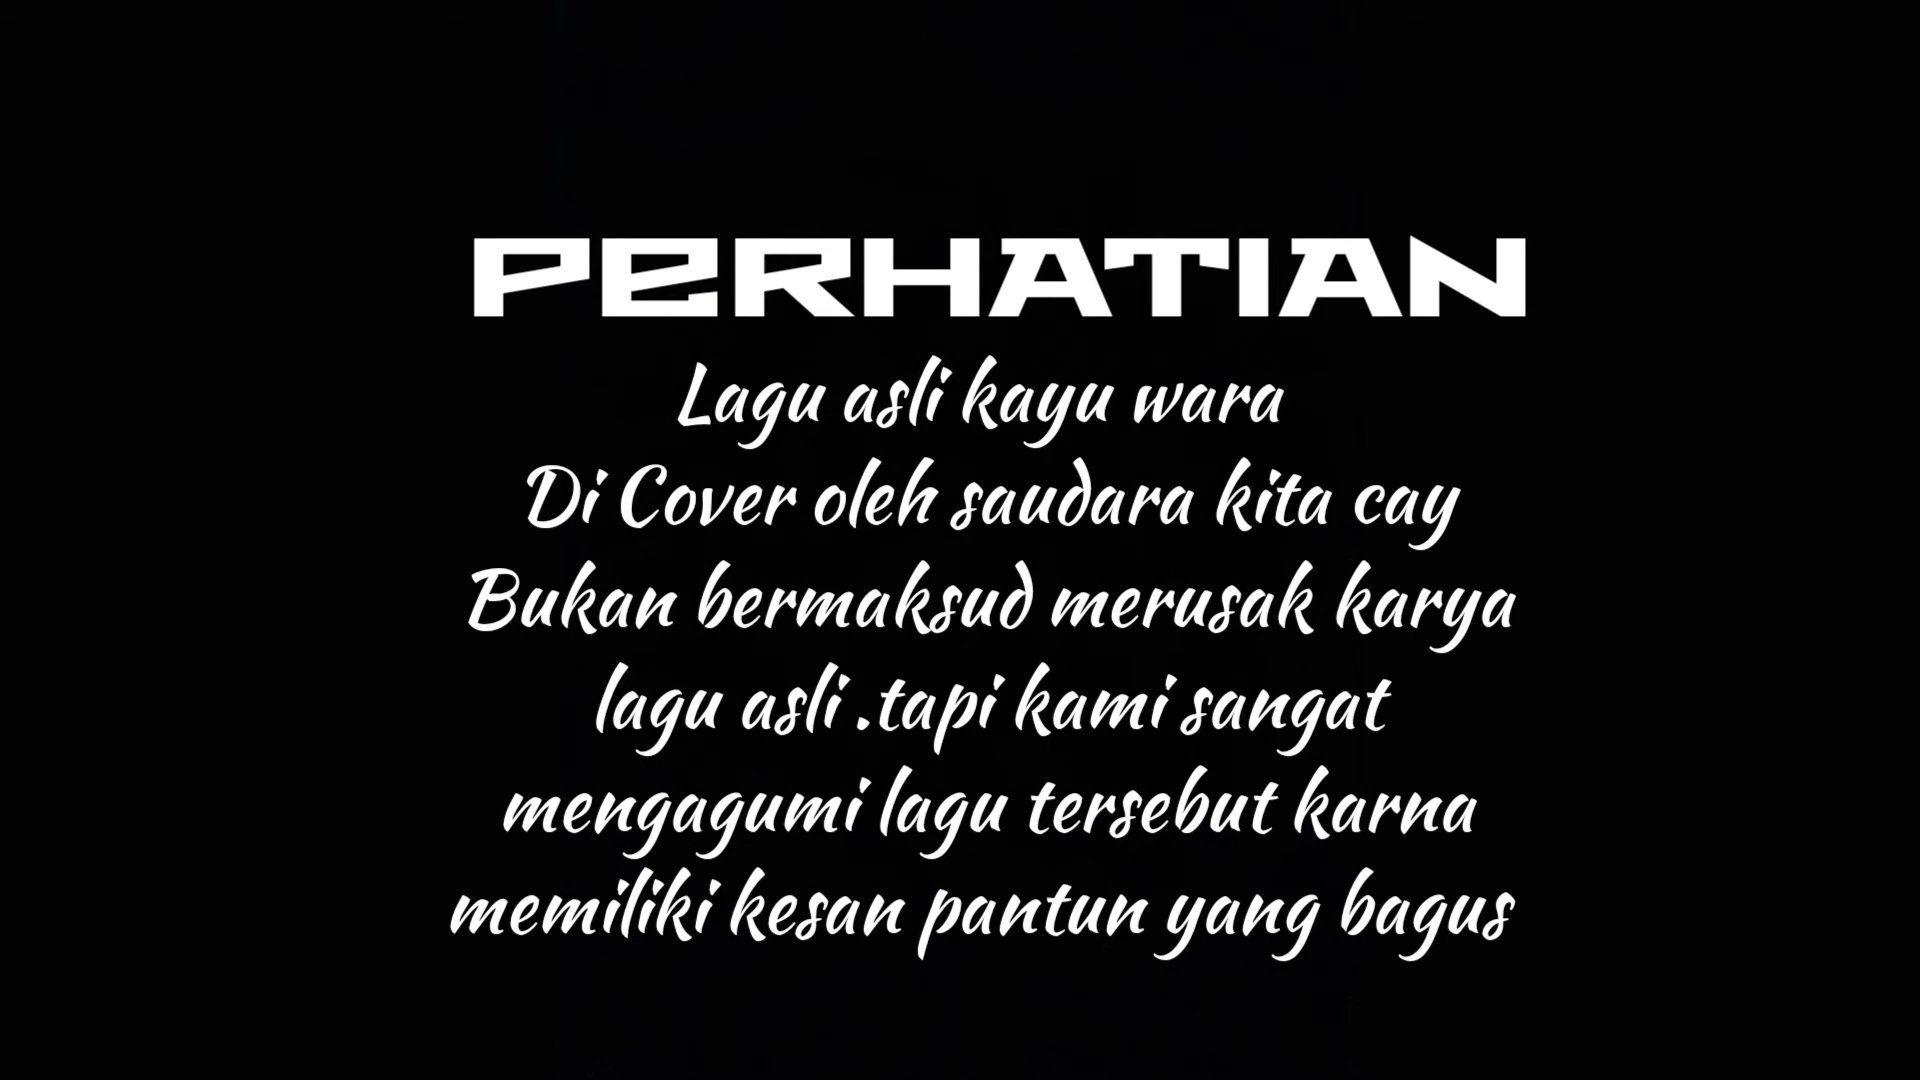 PERHATIAN
Lagu asli kayu wara
Di Cover oleh saudara kita cay
Bukan bermaksud merusak karya
lagu asli .tapi kami sangat
mengagumi lagu tersebut karna
memiliki kesan pantun yang bagus